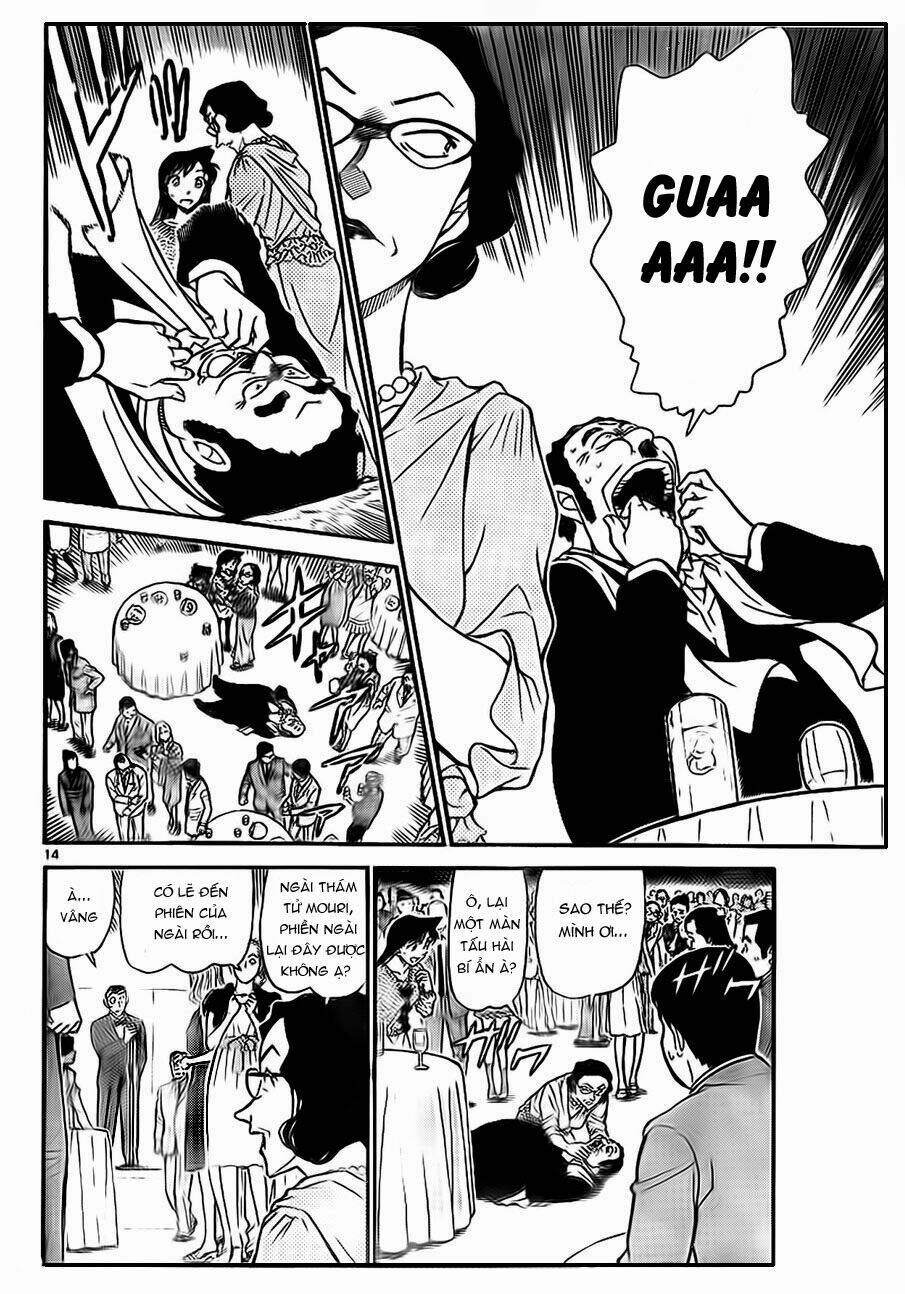 GUAA
AAA!!
14
SAO THẾ?
MÌNH ƠI...
Ô, LẠI
MỘT MÀN
TẤU HÀI
BÍ ẨN À?
NGÀI THÁM
TỬ MOURI,
PHIỀN NGÀI
LẠI ĐÂY ĐƯỢC
KHÔNG Ạ?
CÓ LẼ ĐẾN
PHIÊN CỦA
NGÀI RỒI...
À...
VÂNG